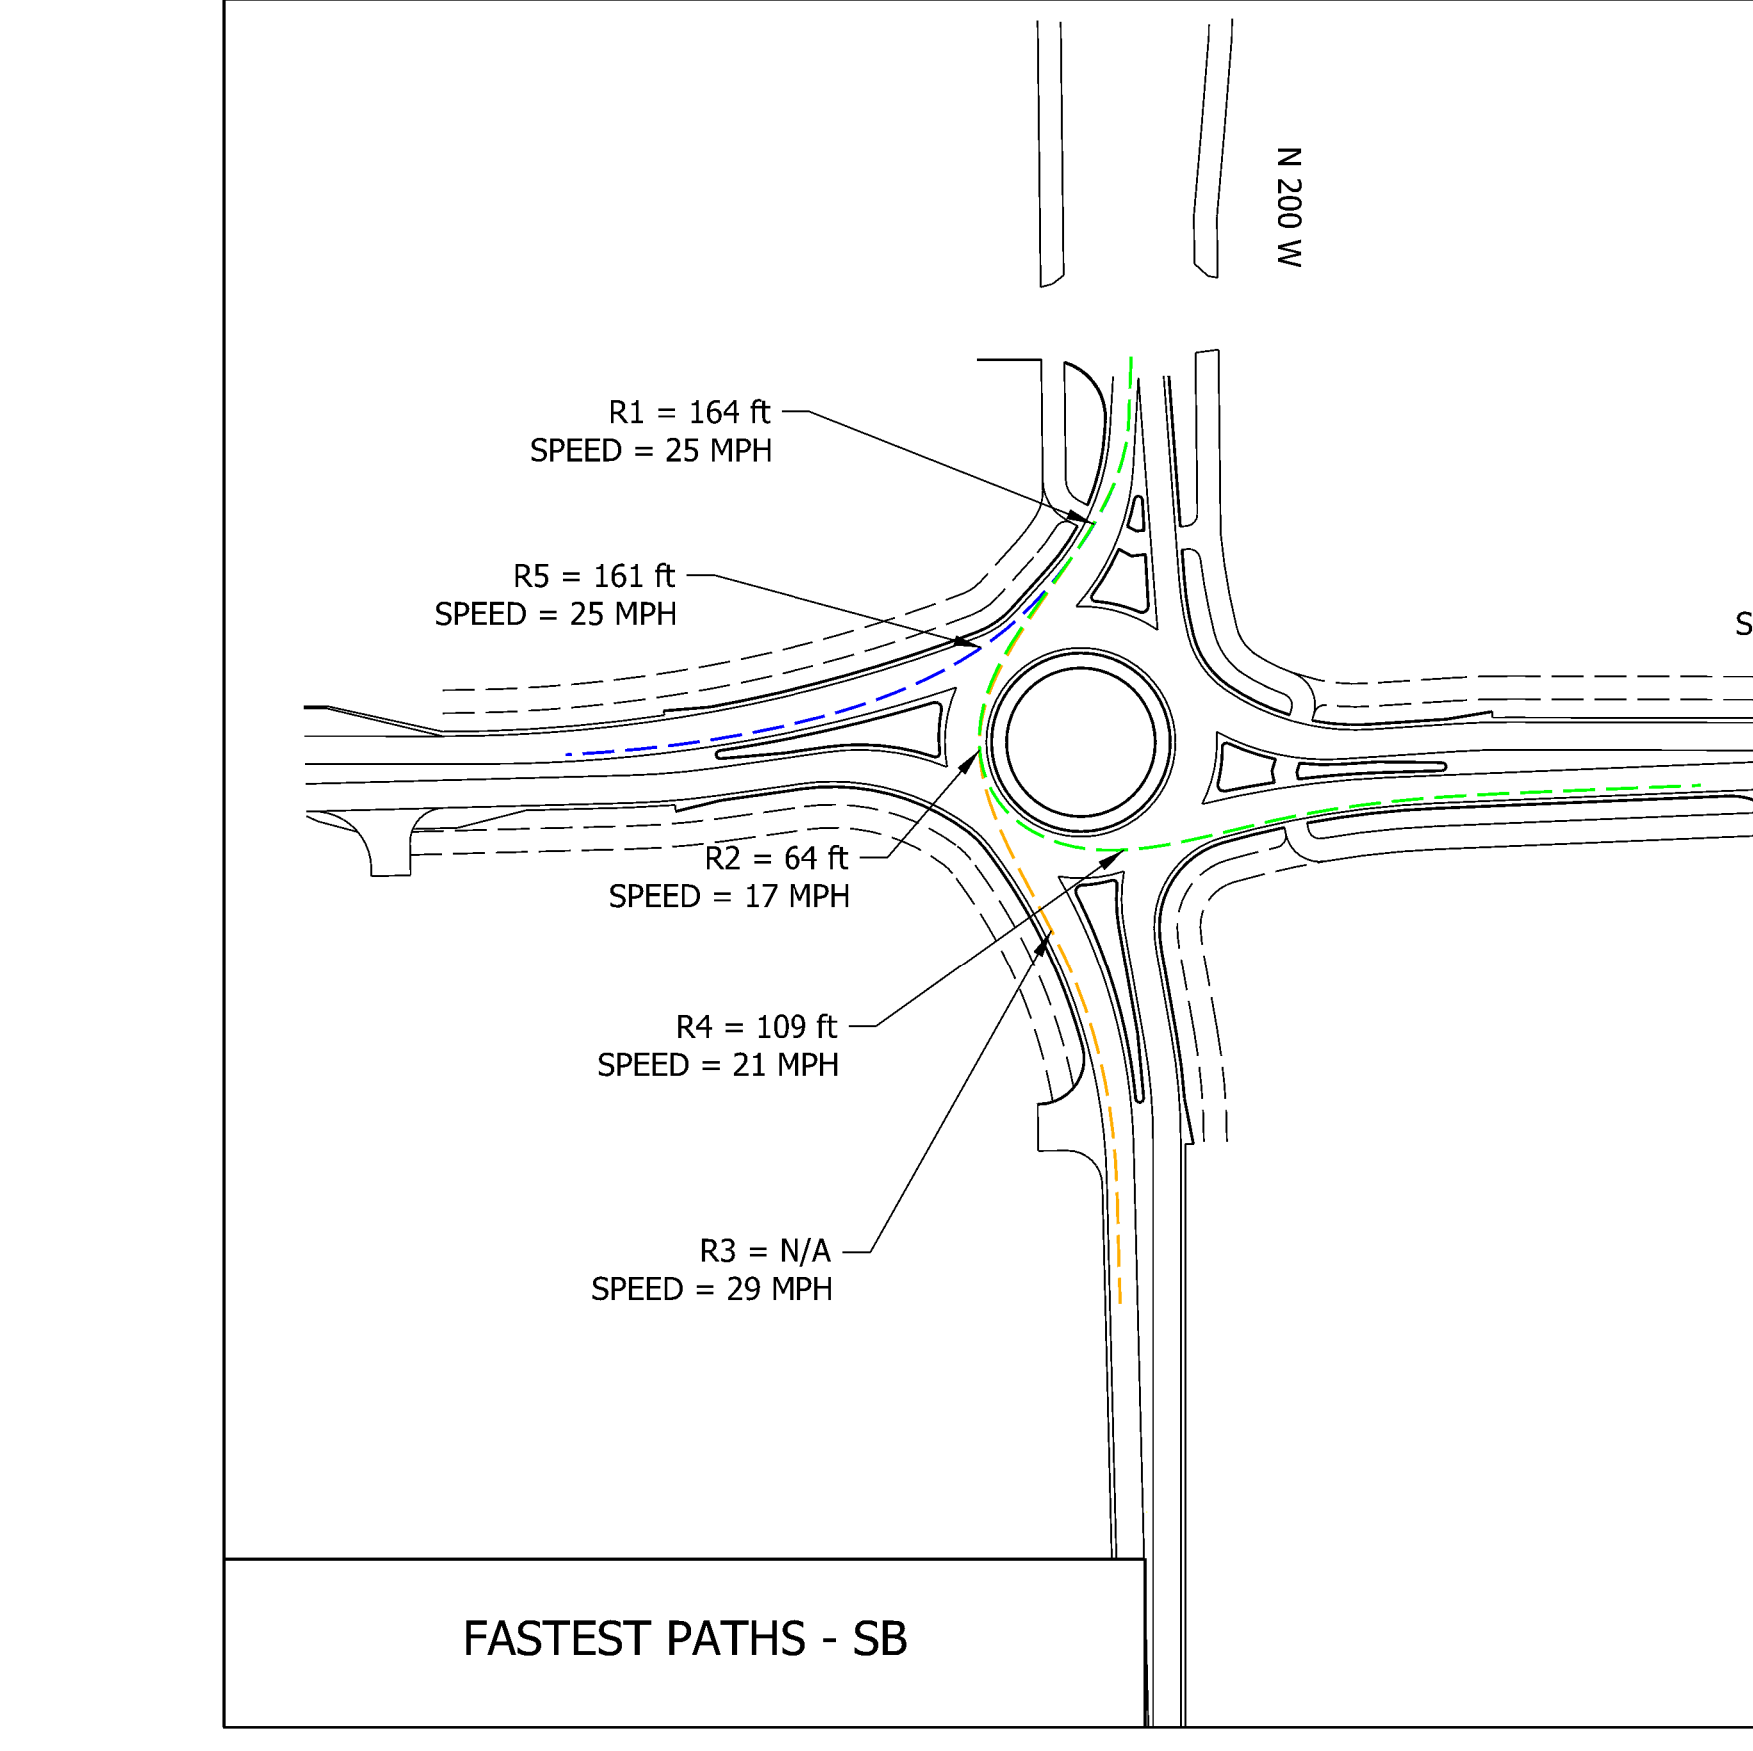 N 200 W
R1 = 164 ft
SPEED = 25 MPH
R5 = 161 ft
SPEED = 25 MPH
S
R2 = 64 ft
SPEED = 17 MPH
R4 = 109 ft
SPEED = 21 MPH
R3 = N/A
SPEED = 29 MPH
FASTEST PATHS - SB